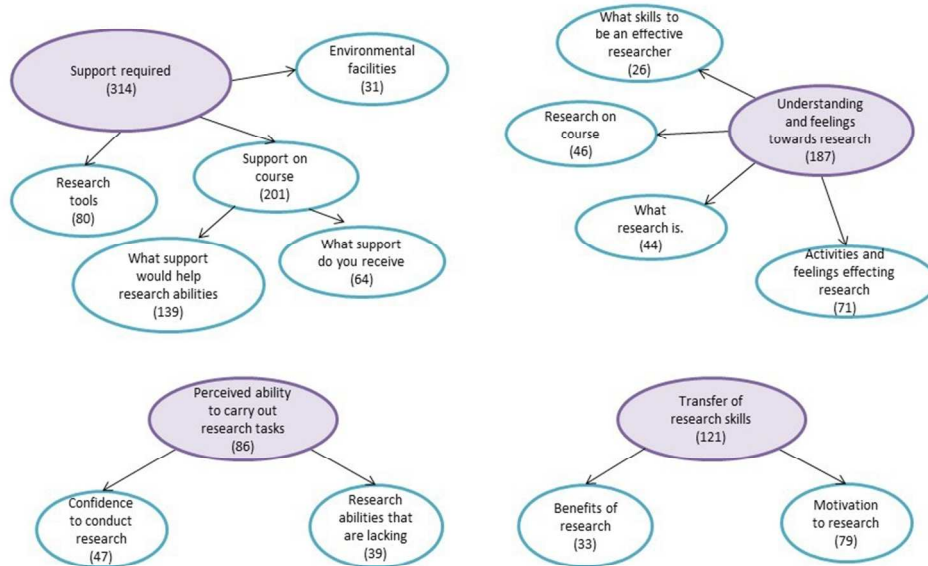 Support required
(314)
Environmental
facilities
(31)
Research
tools
(80)
Support on
course
(201)
What support
would help
research abilities
(139)
What support
do you receive
(64)
What skills to
be an effective
researcher
(26)
Understanding
and feelings
towards research
(187)
Research on
course
(46)
What
research is.
(44)
Activities and
feelings effecting
research
(71)
Perceived ability
to carry out
research tasks
(86)
Confidence
to conduct
research
(47)
Research
abilities that
are lacking
(39)
Transfer of
research skills
(121)
Benefits of
research
(33)
Motivation
to research
(79)